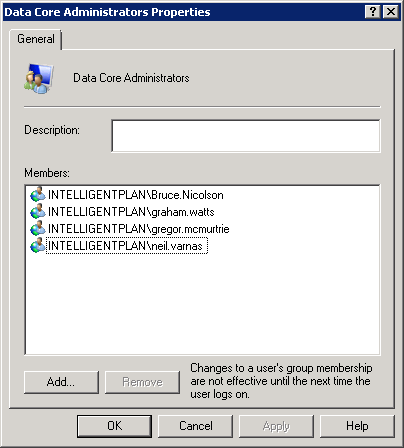 Data Core Administrators Properties
General
Data Core Administrators
Description:
Members:
INTELLIGENTPLAN\Bruce.Nicolson
INTELLIGENTPLAN\graham.watts
INTELLIGENTPLAN\gregor.mcmurtrie
INTELLIGENTPLAN\neil.varnas
Add...
Remove
Changes to a user's group membership
are not effective until the next time the
user logs on.
OK
Cancel
Apply
Help